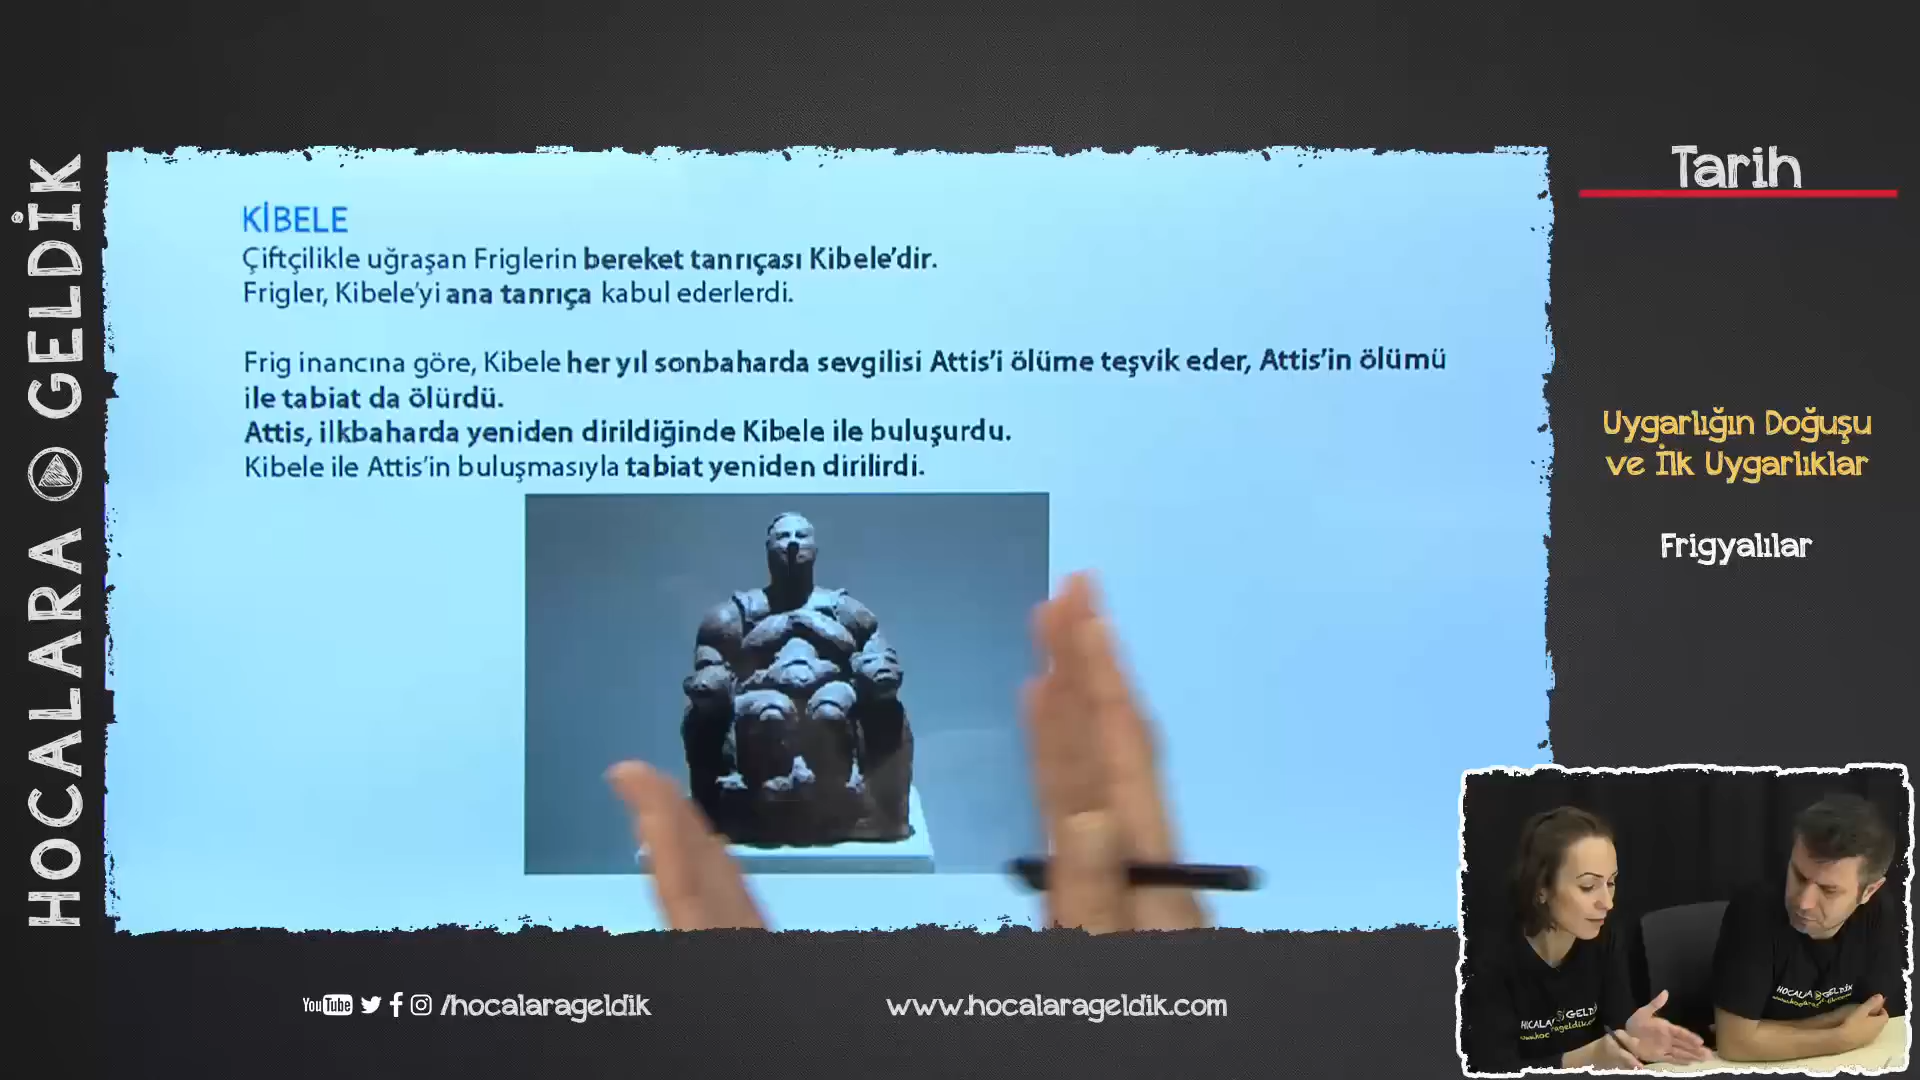 HOCALARA GELDİK
KİBELE
Çiftçilikle uğraşan Friglerin bereket tanrıçası Kibele’dir.
Frigler, Kibele’yi ana tanrıça kabul ederlerdi.
Frig inancına göre, Kibele her yıl sonbaharda sevgilisi Attis’i ölüme teşvik eder, Attis’in ölümü
ile tabiat da ölürdü.
Attis, ilkbaharda yeniden dirildiğinde Kibele ile buluşurdu.
Kibele ile Attis’in buluşmasıyla tabiat yeniden dirilirdi.
Tarih
Uygarlığın Doğuşu
ve İlk Uygarlıklar
Frigyalılar
YouTube /hocalarageldik
www.hocalarageldik.com